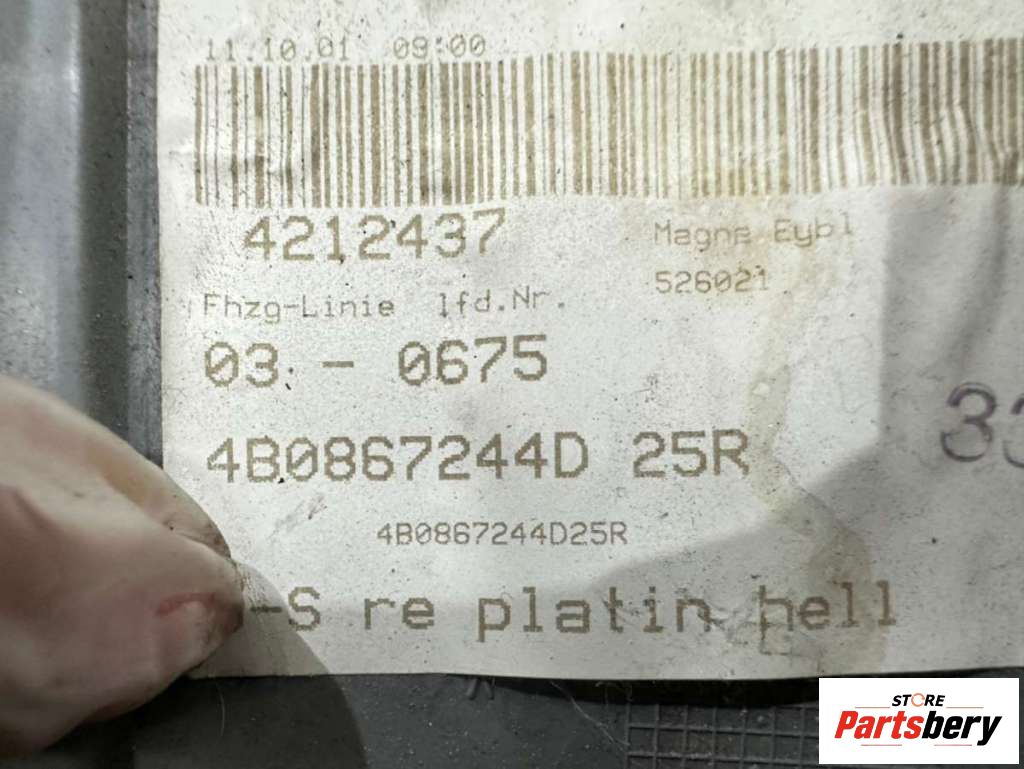 11.10.01 09:00
4212437
Magna Eybl
526021
Fhzg-Linie lfd.Nr.
03 - 0675
4B0867244D 25R
4B0867244D25R
-S re platin hell
STORE
Partsbery